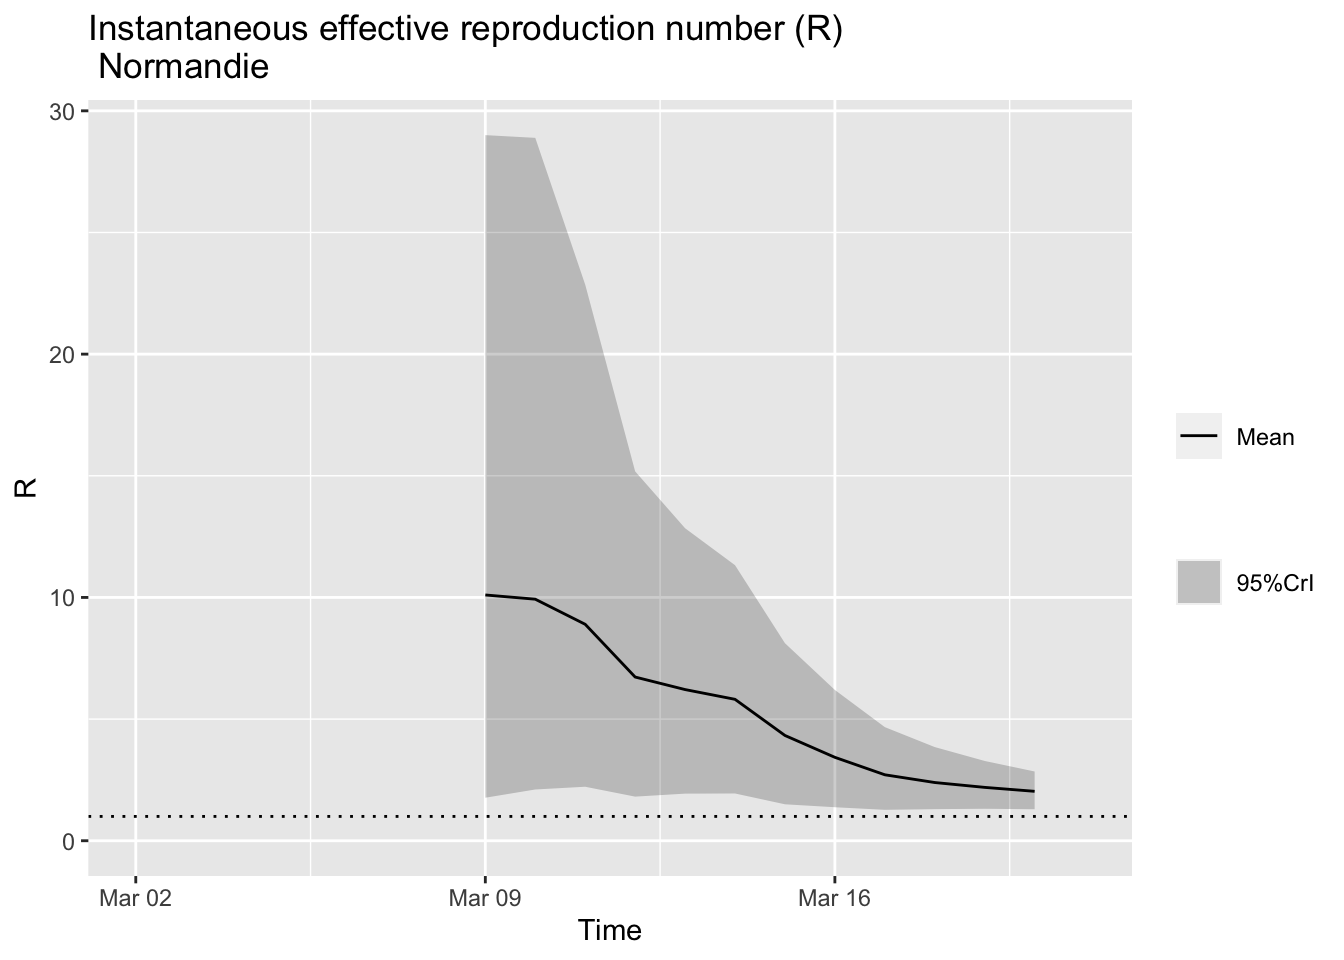 Instantaneous effective reproduction number (R)
Normandie
30
20
10
0
R
Mar 02
Mar 09
Mar 16
Time
Mean
95%CrI